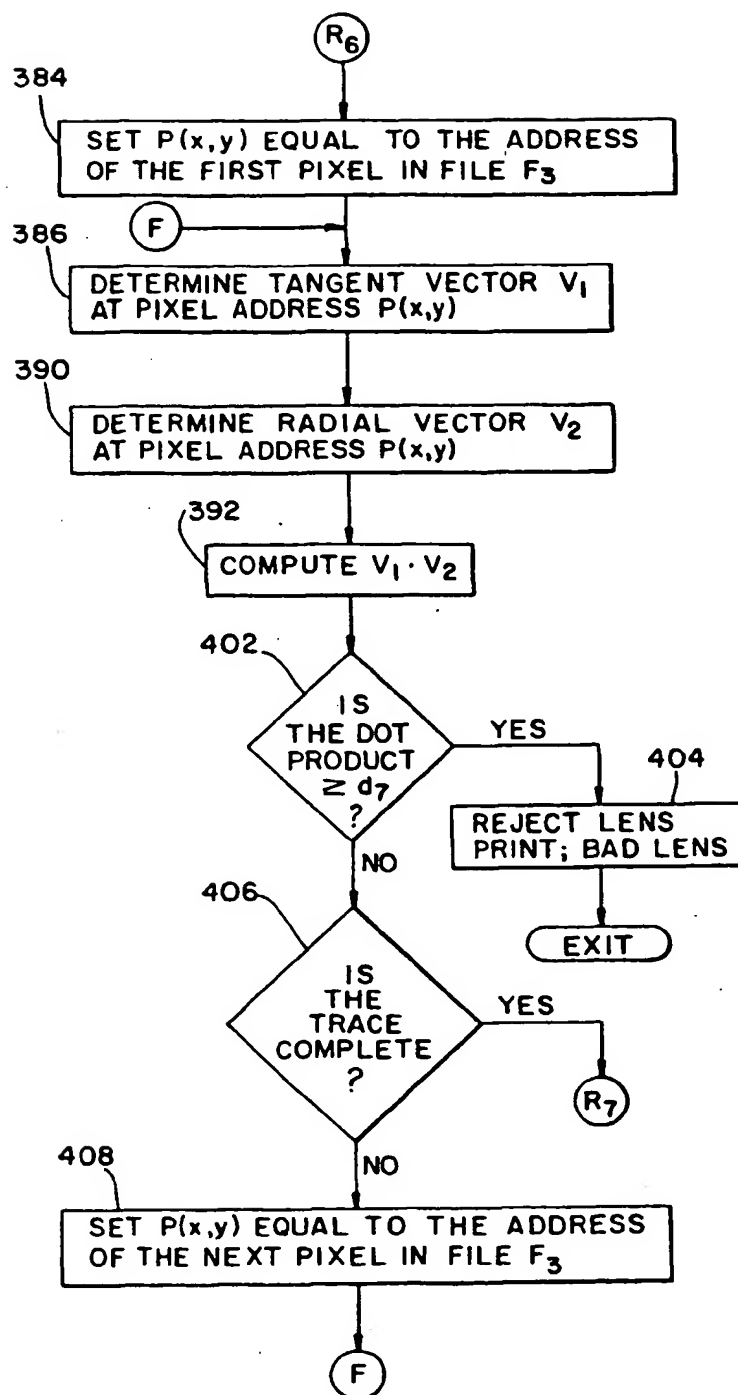 R6
384
SET P(x,y) EQUAL TO THE ADDRESS
OF THE FIRST PIXEL IN FILE F3
F
386
DETERMINE TANGENT VECTOR V1
AT PIXEL ADDRESS P(x,y)
390
DETERMINE RADIAL VECTOR V2
AT PIXEL ADDRESS P(x,y)
392
COMPUTE V1 · V2
402
IS
THE DOT
PRODUCT
≥ d7
?
YES
404
REJECT LENS
PRINT; BAD LENS
EXIT
NO
406
IS
THE
TRACE
COMPLETE
?
YES
R7
NO
408
SET P(x,y) EQUAL TO THE ADDRESS
OF THE NEXT PIXEL IN FILE F3
F